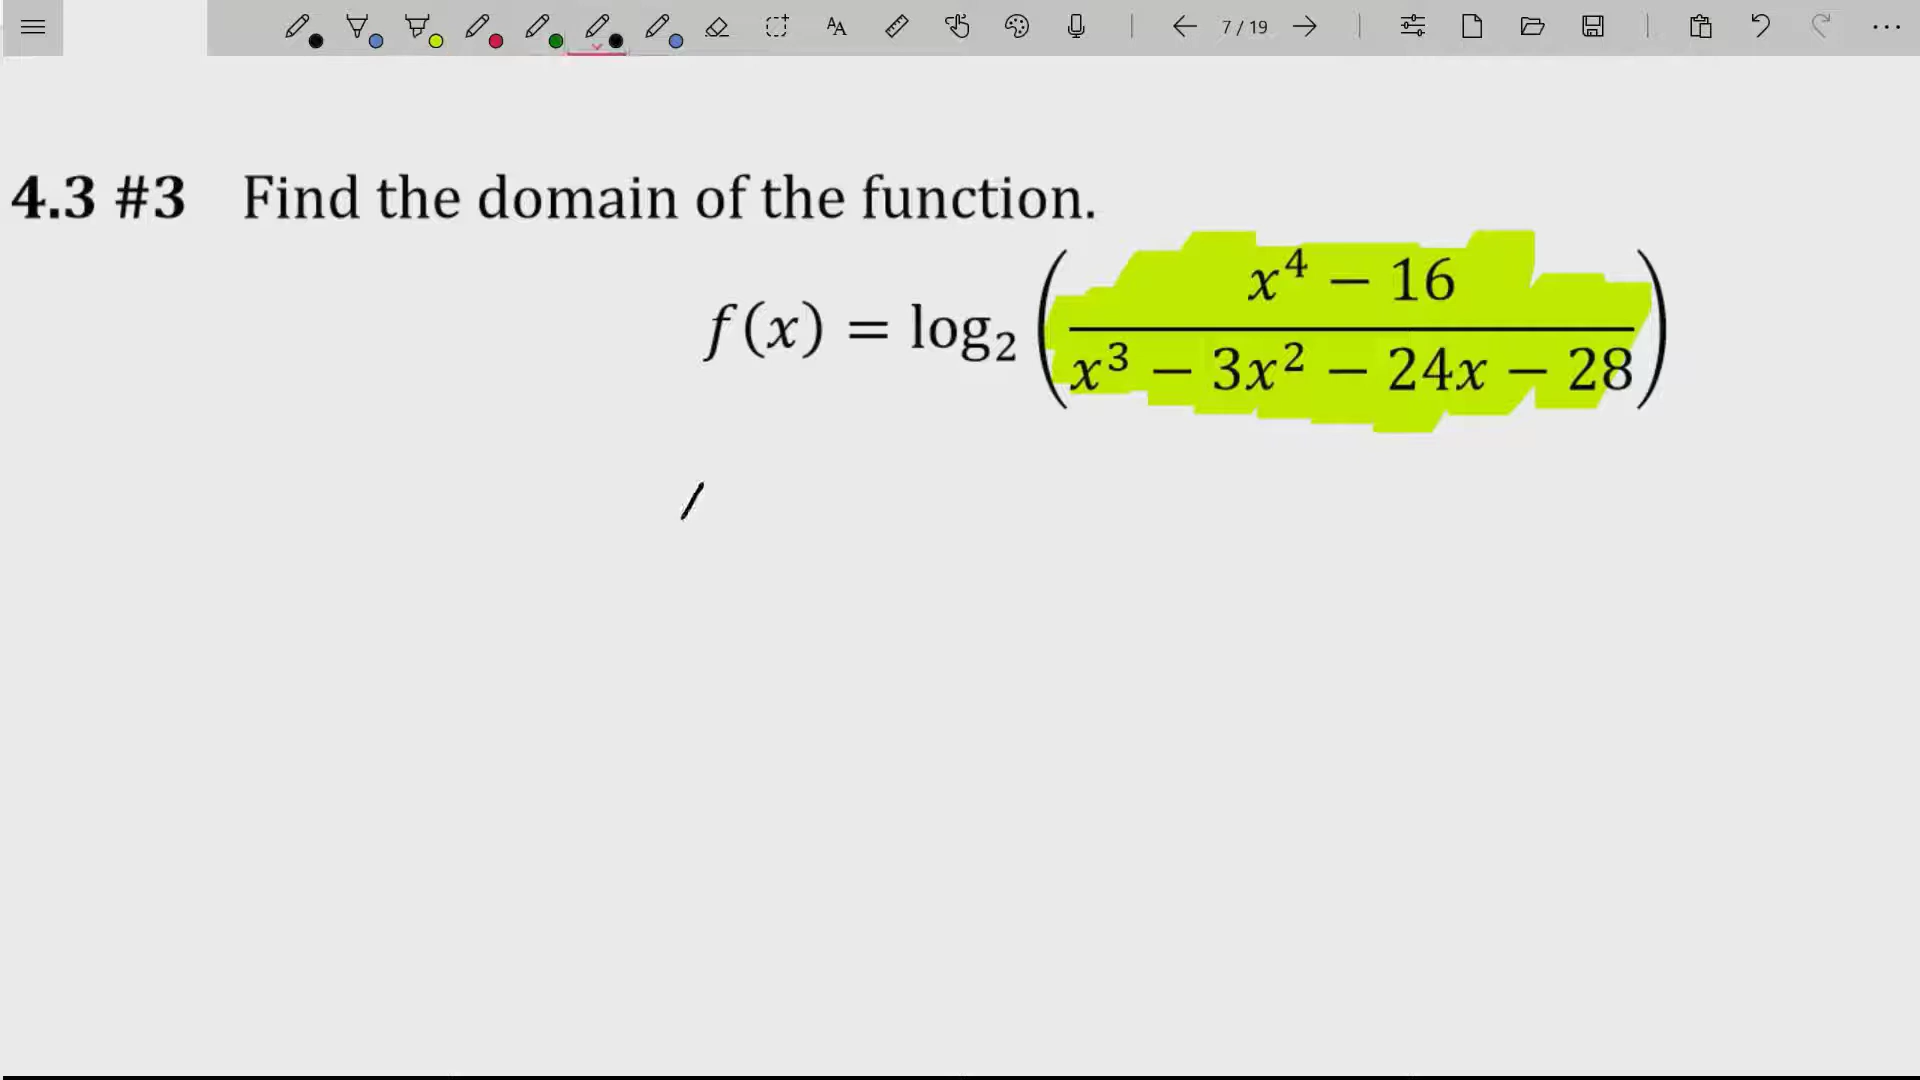 7 / 19
4.3 #3 Find the domain of the function.
f(x) = log₂ ( (x⁴ − 16) / (x³ − 3x² − 24x − 28) )